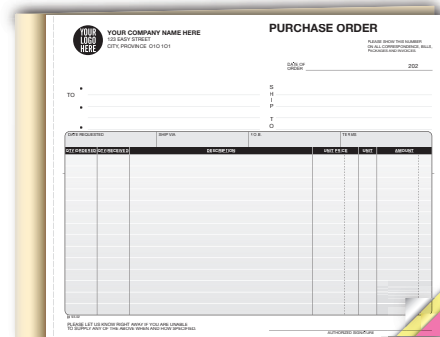 YOUR
LOGO
HERE
YOUR COMPANY NAME HERE
123 EASY STREET
CITY, PROVINCE O1O 1O1
PURCHASE ORDER
PLEASE SHOW THIS NUMBER
ON ALL CORRESPONDENCE, BILLS,
PACKAGES AND INVOICES
DATE OF
ORDER 202
TO
SHIP TO
DATE REQUESTED SHIP VIA F.O.B. TERMS
QTY ORDERED QTY RECEIVED DESCRIPTION UNIT PRICE UNIT AMOUNT
PLEASE LET US KNOW RIGHT AWAY IF YOU ARE UNABLE
TO SUPPLY ANY OF THE ABOVE WHEN AND HOW SPECIFIED.
AUTHORIZED SIGNATURE